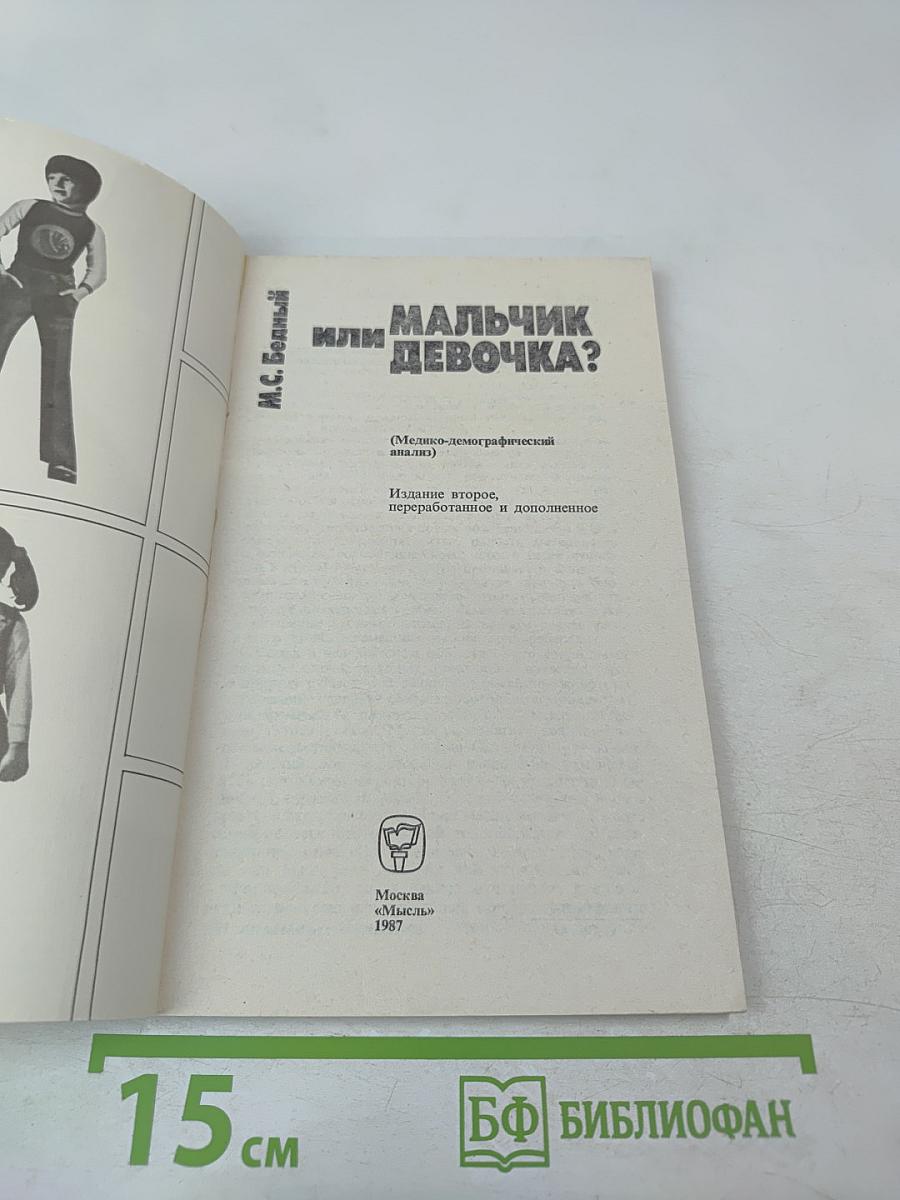 М.С. Бедный
МАЛЬЧИК
или
ДЕВОЧКА?
(Медико-демографический
анализ)
Издание второе,
переработанное и дополненное
Москва
«Мысль»
1987
15 см
БФ БИБЛИОФАН